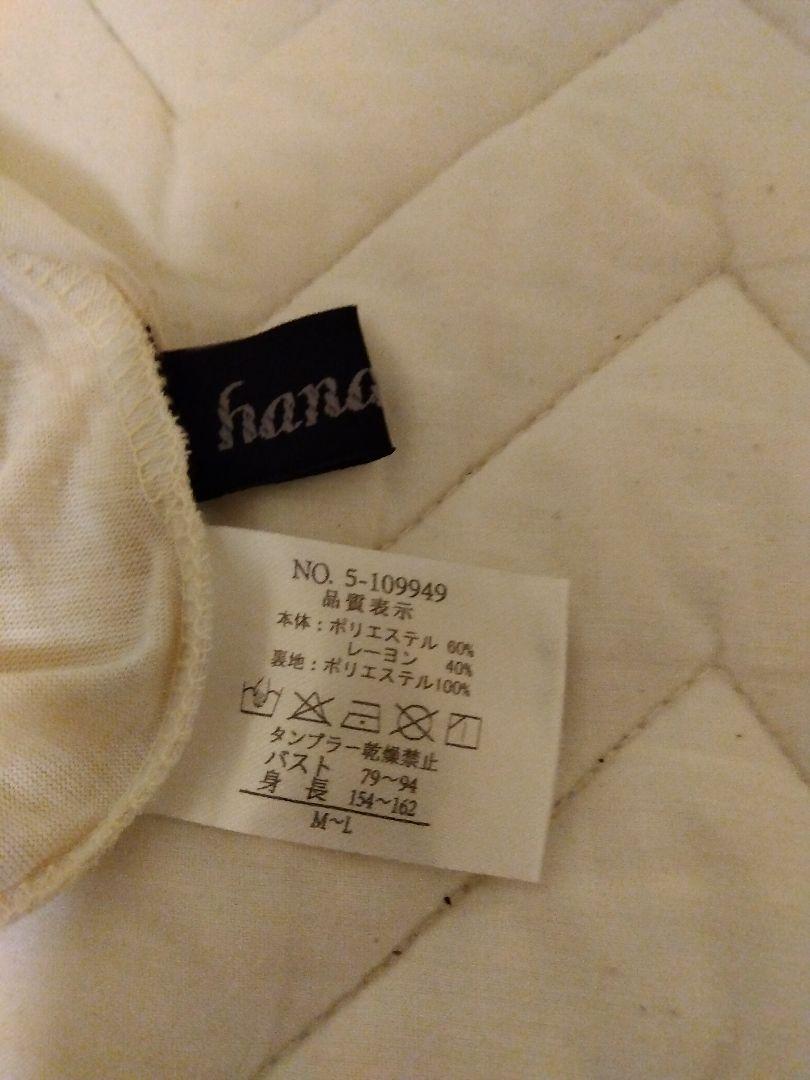 hana
NO. 5-109949
品質表示
本体：ポリエステル 60%
レーヨン 40%
裏地：ポリエステル100%
タンブラー乾燥禁止
バスト 79～94
身長 154～162
M～L